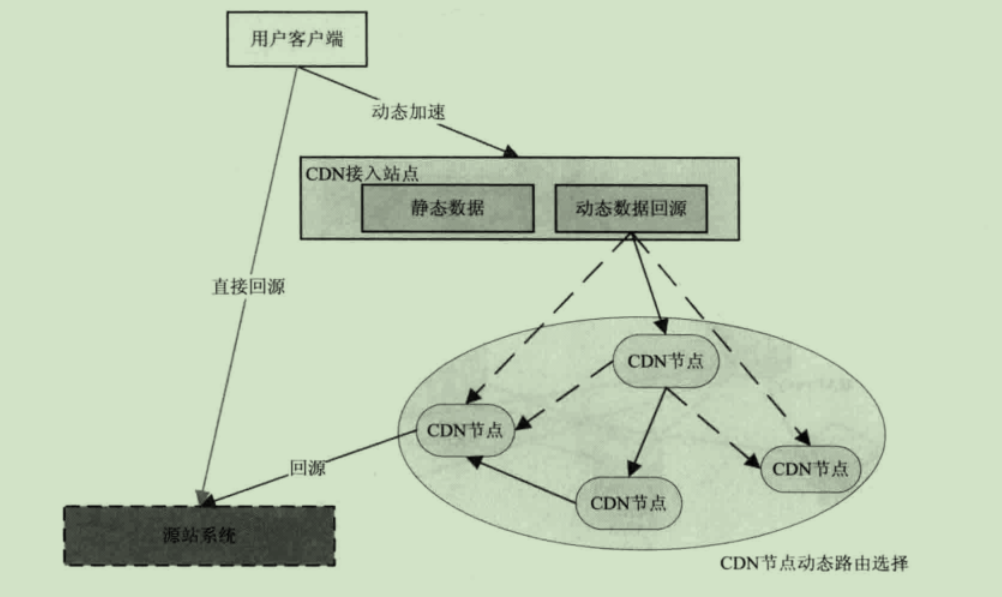 用户客户端
动态加速
CDN接入站点
静态数据
动态数据回源
直接回源
CDN节点
CDN节点
CDN节点
回源
CDN节点
源站系统
CDN节点动态路由选择